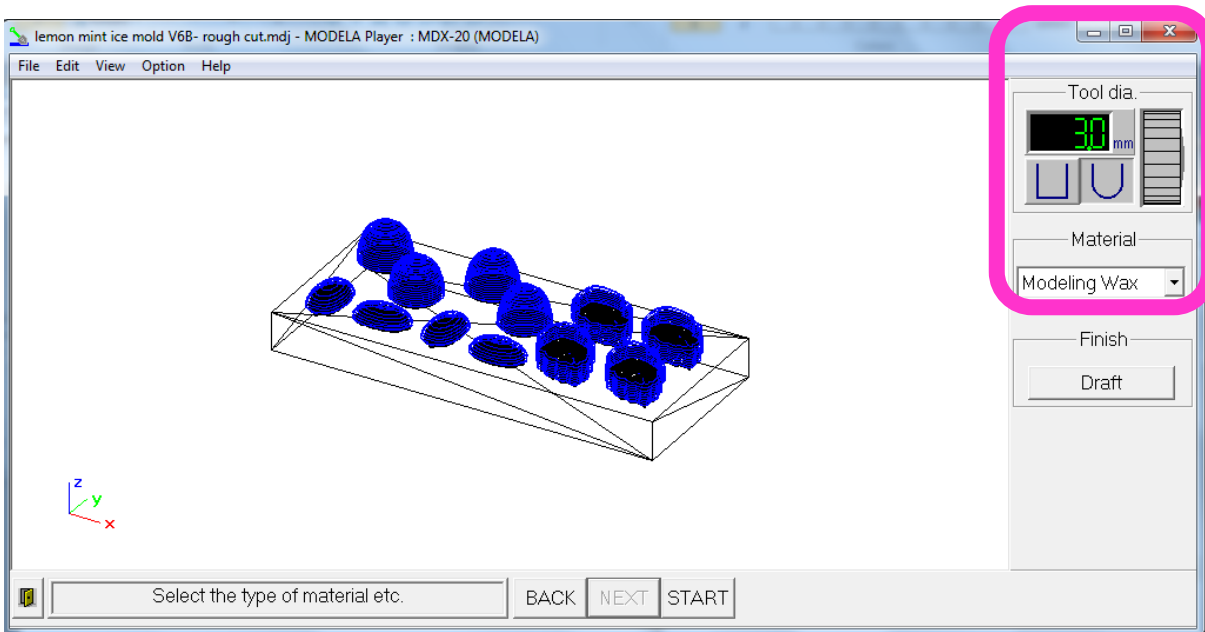 lemon mint ice mold V6B- rough cut.mdj - MODELA Player : MDX-20 (MODELA)
File Edit View Option Help
Tool dia.
3.0 mm
Material
Modeling Wax
Finish
Draft
z
y
x
Select the type of material etc.
BACK NEXT START